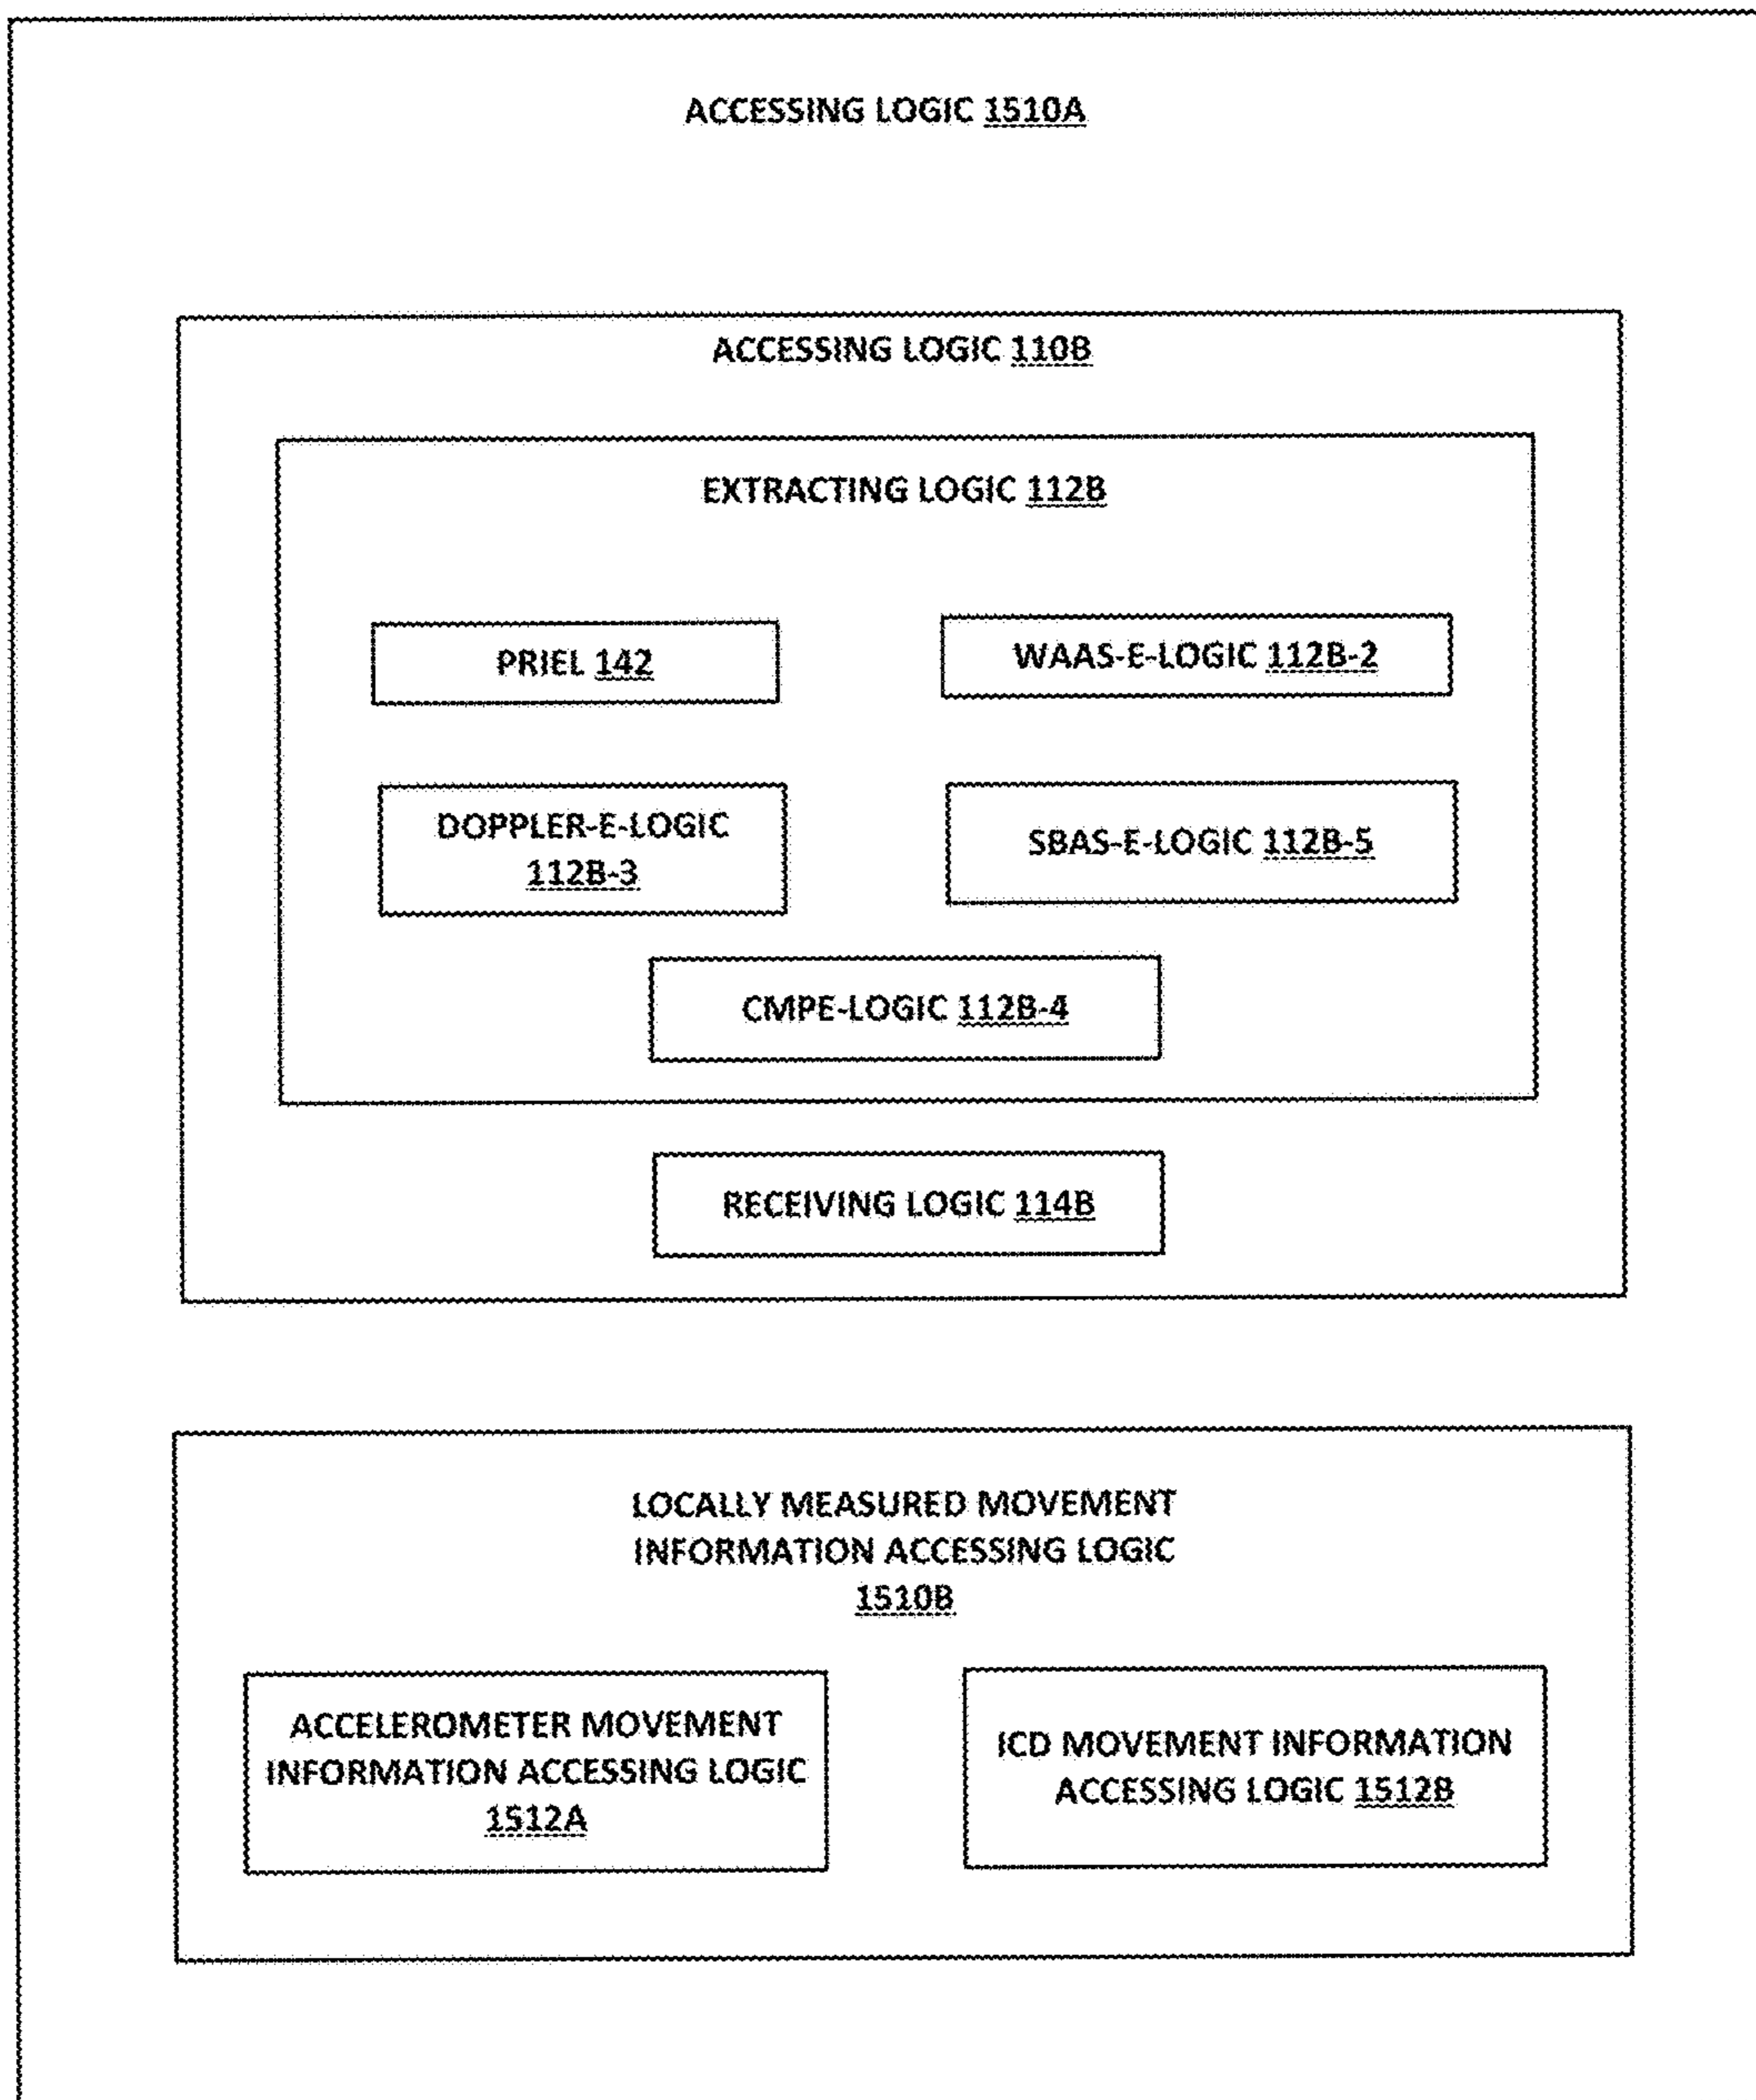 ACCESSING LOGIC 1510A
ACCESSING LOGIC 110B
EXTRACTING LOGIC 112B
PRIEL 142
WAAS-E-LOGIC 112B-2
DOPPLER-E-LOGIC
112B-3
SBAS-E-LOGIC 112B-5
CMPE-LOGIC 112B-4
RECEIVING LOGIC 114B
LOCALLY MEASURED MOVEMENT
INFORMATION ACCESSING LOGIC
1510B
ACCELEROMETER MOVEMENT
INFORMATION ACCESSING LOGIC
1512A
ICD MOVEMENT INFORMATION
ACCESSING LOGIC 1512B